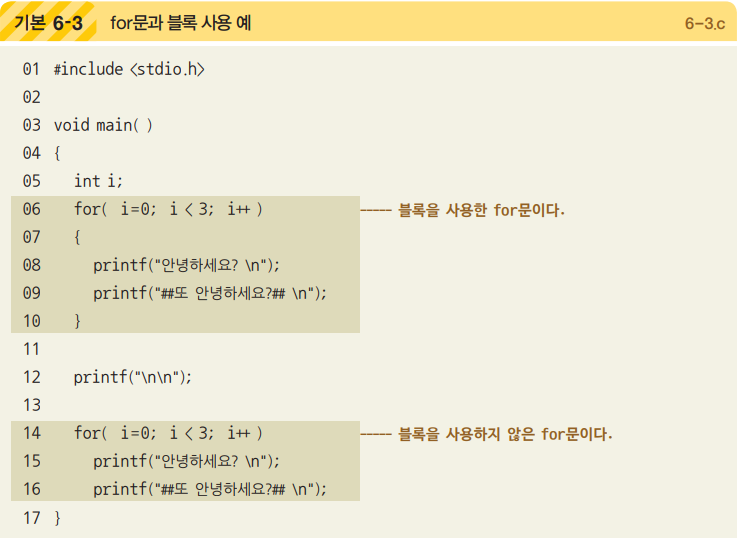 기본 6-3 for문과 블록 사용 예 6-3.c
01 #include <stdio.h>
02
03 void main( )
04 {
05 int i;
06 for( i=0; i < 3; i++ ) ----- 블록을 사용한 for문이다.
07 {
08 printf("안녕하세요? \n");
09 printf("##또 안녕하세요?## \n");
10 }
11
12 printf("\n\n");
13
14 for( i=0; i < 3; i++ ) ----- 블록을 사용하지 않은 for문이다.
15 printf("안녕하세요? \n");
16 printf("##또 안녕하세요?## \n");
17 }